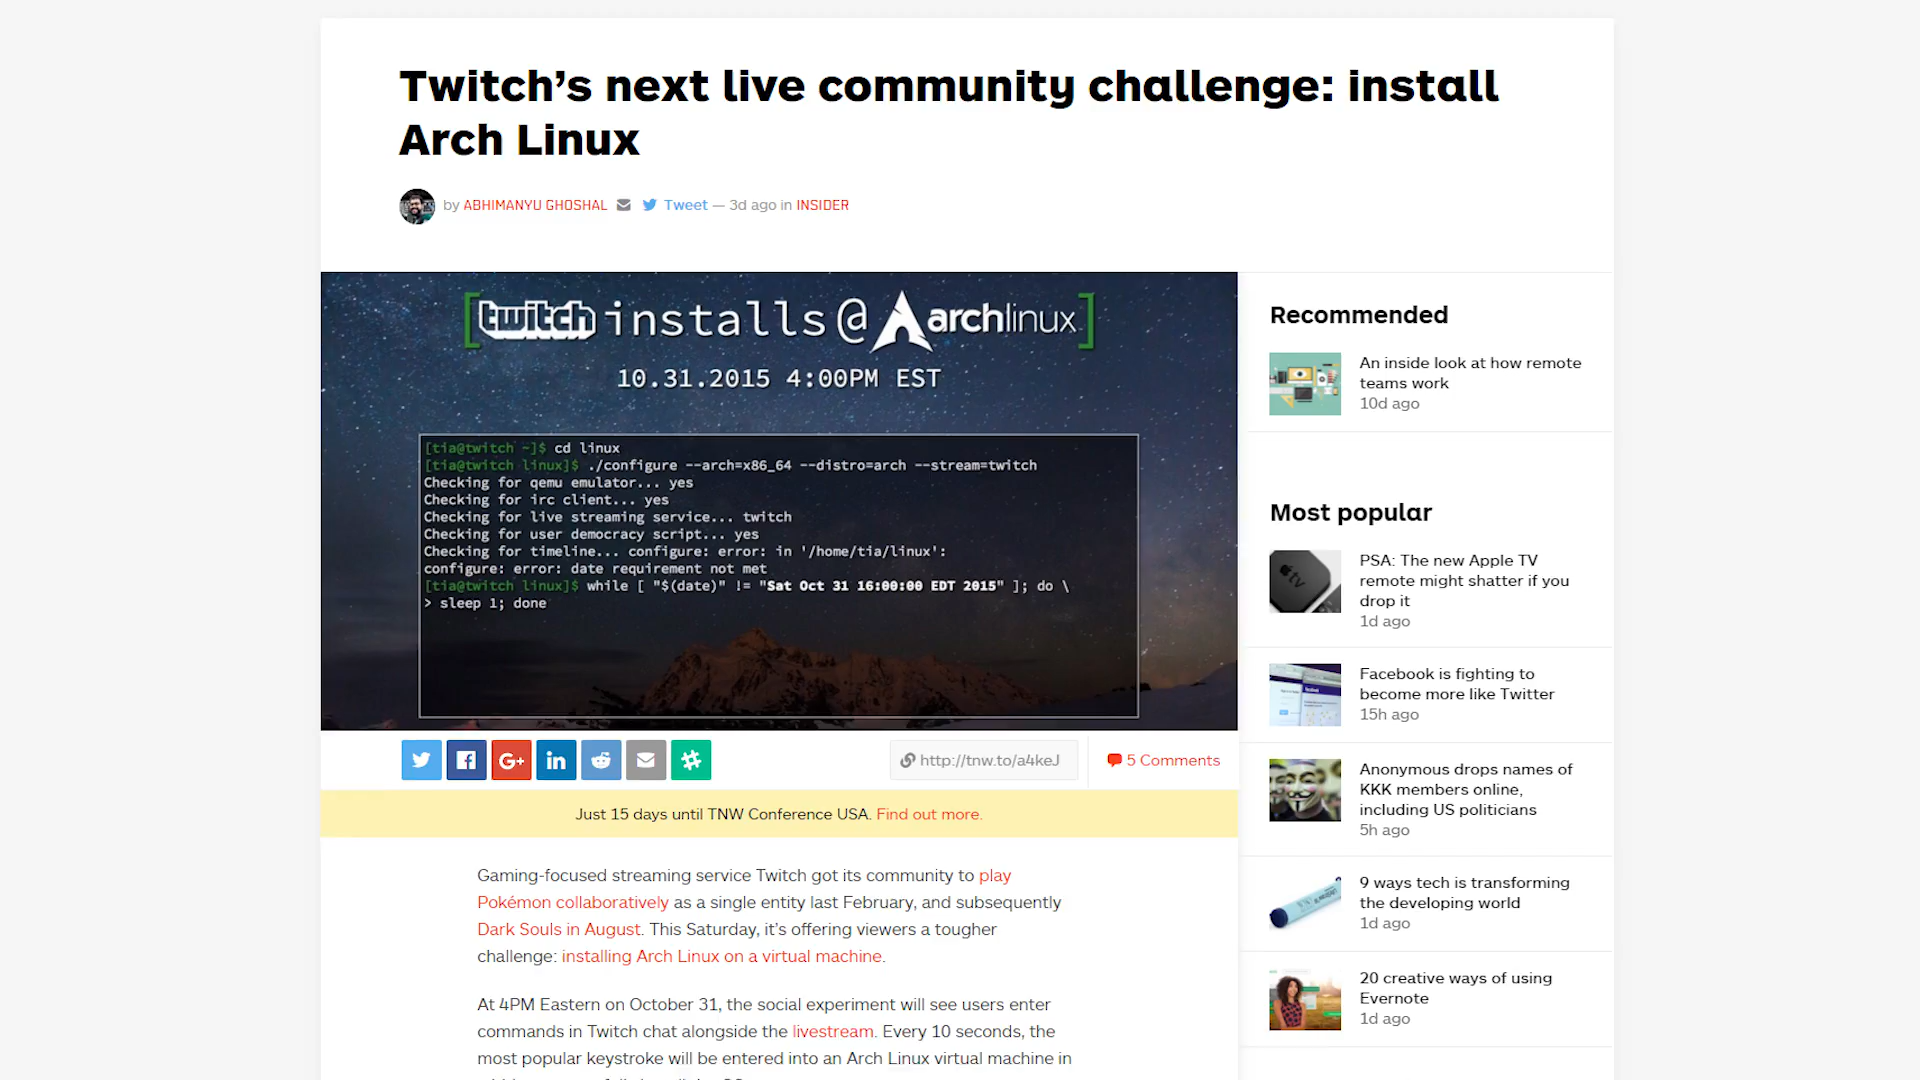 Twitch’s next live community challenge: install
Arch Linux
by ABHIMANYU GHOSHAL Tweet — 3d ago in INSIDER
[twitch installs@archlinux]
10.31.2015 4:00PM EST
[tia@twitch ~]$ cd linux
[tia@twitch linux]$ ./configure --arch=x86_64 --distro=arch --stream=twitch
Checking for qemu emulator... yes
Checking for irc client... yes
Checking for live streaming service... twitch
Checking for user democracy script... yes
Checking for timeline... configure: error: in '/home/tia/linux':
configure: error: date requirement not met
[tia@twitch linux]$ while [ "$(date)" != "Sat Oct 31 16:00:00 EDT 2015" ]; do \
> sleep 1; done
http://tnw.to/a4keJ
5 Comments
Just 15 days until TNW Conference USA. Find out more.
Gaming-focused streaming service Twitch got its community to play
Pokémon collaboratively as a single entity last February, and subsequently
Dark Souls in August. This Saturday, it’s offering viewers a tougher
challenge: installing Arch Linux on a virtual machine.
At 4PM Eastern on October 31, the social experiment will see users enter
commands in Twitch chat alongside the livestream. Every 10 seconds, the
most popular keystroke will be entered into an Arch Linux virtual machine in
Recommended
An inside look at how remote
teams work
10d ago
Most popular
PSA: The new Apple TV
remote might shatter if you
drop it
1d ago
Facebook is fighting to
become more like Twitter
15h ago
Anonymous drops names of
KKK members online,
including US politicians
5h ago
9 ways tech is transforming
the developing world
1d ago
20 creative ways of using
Evernote
1d ago